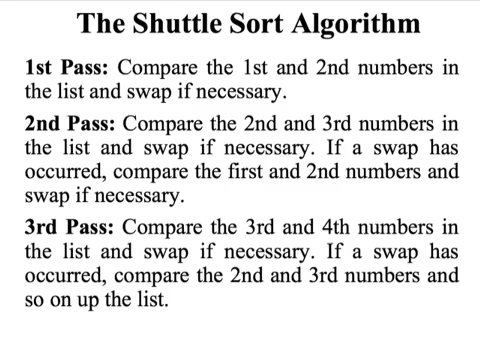 The Shuttle Sort Algorithm
1st Pass: Compare the 1st and 2nd numbers in
the list and swap if necessary.
2nd Pass: Compare the 2nd and 3rd numbers in
the list and swap if necessary. If a swap has
occurred, compare the first and 2nd numbers and
swap if necessary.
3rd Pass: Compare the 3rd and 4th numbers in
the list and swap if necessary. If a swap has
occurred, compare the 2nd and 3rd numbers and
so on up the list.